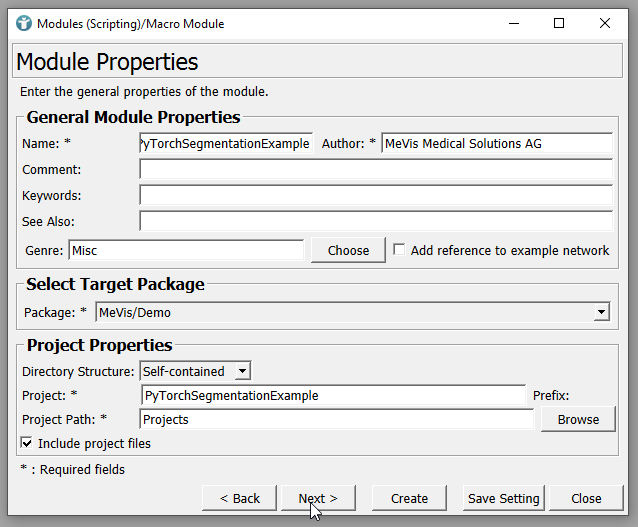 Modules (Scripting)/Macro Module
Module Properties
Enter the general properties of the module.
General Module Properties
Name: * PyTorchSegmentationExample Author: * MeVis Medical Solutions AG
Comment:
Keywords:
See Also:
Genre: Misc Choose Add reference to example network
Select Target Package
Package: * MeVis/Demo
Project Properties
Directory Structure: Self-contained
Project: * PyTorchSegmentationExample Prefix:
Project Path: * Projects Browse
Include project files
* : Required fields
< Back Next > Create Save Setting Close